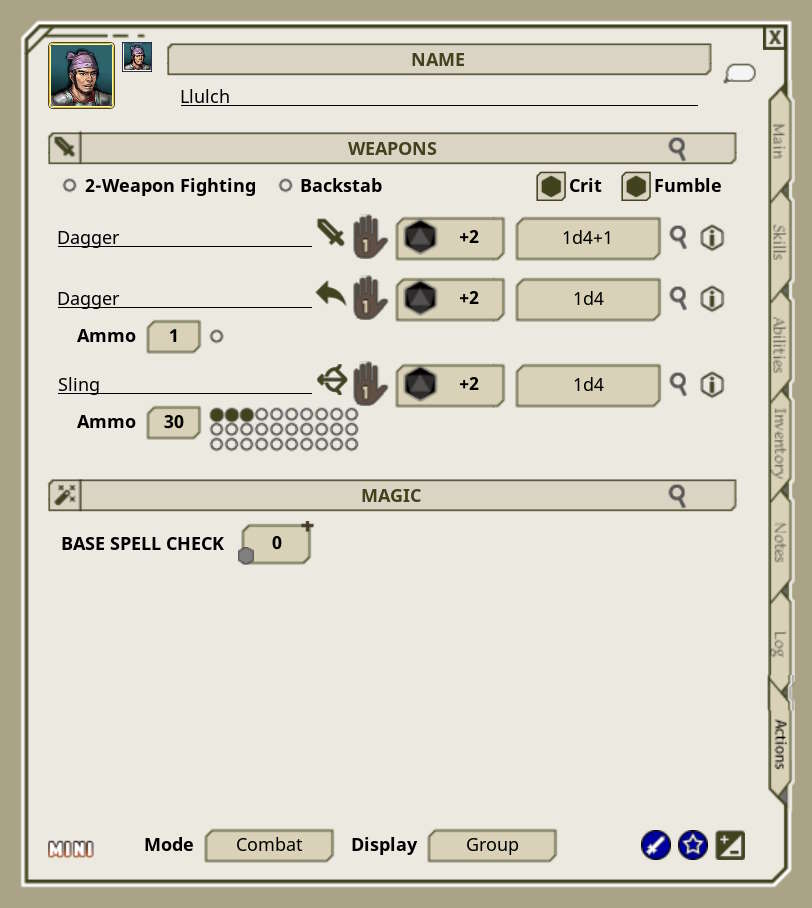 X
NAME
Llulch
WEAPONS
2-Weapon Fighting Backstab Crit Fumble
Dagger 1 +2 1d4+1
Dagger 1 +2 1d4
Ammo 1
Sling 1 +2 1d4
Ammo 30
MAGIC
BASE SPELL CHECK 0
Mode Combat Display Group
MINI
Main
Skills
Abilities
Inventory
Notes
Log
Actions